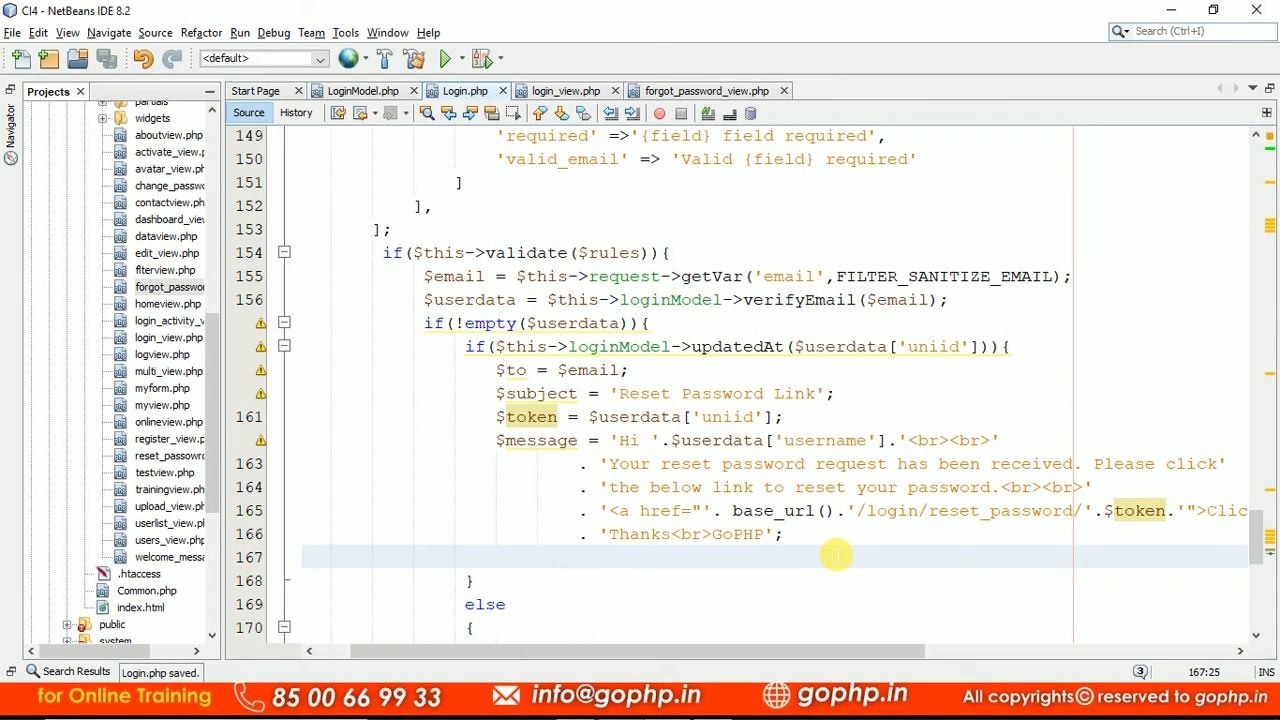 CI4 - NetBeans IDE 8.2
File Edit View Navigate Source Refactor Run Debug Team Tools Window Help
Search (Ctrl+I)
<default>
Projects
Start Page LoginModel.php Login.php login_view.php forgot_password_view.php
Source History
Navigator
partials
widgets
aboutview.php
activate_view.php
avatar_view.php
change_passwo
contactview.php
dashboard_view
dataview.php
edit_view.php
flterview.php
forgot_passwo
homeview.php
login_activity_v
login_view.php
logview.php
multi_view.php
myform.php
myview.php
onlineview.php
register_view.p
reset_passowro
testview.php
trainingview.php
upload_view.ph
userlist_view.ph
users_view.php
welcome_messa
.htaccess
Common.php
index.html
public
system
149 'required' =>'{field} field required',
150 'valid_email' => 'Valid {field} required'
151 ]
152 ],
153 ];
154 if($this->validate($rules)){
155 $email = $this->request->getVar('email',FILTER_SANITIZE_EMAIL);
156 $userdata = $this->loginModel->verifyEmail($email);
if(!empty($userdata)){
if($this->loginModel->updatedAt($userdata['uniid'])){
$to = $email;
$subject = 'Reset Password Link';
161 $token = $userdata['uniid'];
$message = 'Hi '.$userdata['username'].'<br><br>'
163 . 'Your reset password request has been received. Please click'
164 . 'the below link to reset your password.<br><br>'
165 . '<a href="'. base_url().'/login/reset_password/'.$token.'">Clic
166 . 'Thanks<br>GoPHP';
167
168 }
169 else
170 {
Search Results Login.php saved. 3 167:25 INS
for Online Training 85 00 66 99 33 info@gophp.in gophp.in All copyrights© reserved to gophp.in